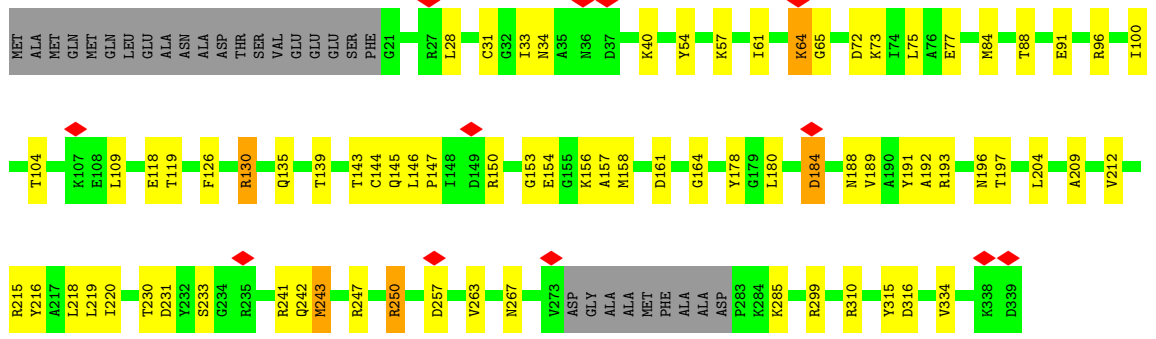 MET ALA MET GLN MET GLN LEU GLU ALA ASN ALA ASP THR SER VAL GLU GLU GLU SER PHE G21 R27 L28 C31 G32 I33 N34 A35 N36 D37 K40 Y54 K57 I61 K64 G65 D72 K73 I74 L75 A76 E77 M84 T88 E91 R96 I100
T104 K107 E108 L109 E118 T119 F126 R130 Q135 T139 T143 C144 Q145 L146 P147 I148 D149 R150 G153 E154 G155 K156 A157 M158 D161 G164 Y178 G179 L180 D184 N188 V189 A190 Y191 A192 R193 N196 T197 L204 A209 V212
R215 Y216 A217 L218 L219 I220 T230 D231 Y232 S233 G234 R235 R241 Q242 M243 R247 R250 D257 V263 N267 V273 ASP GLY ALA ALA MET PHE ALA ALA ASP P283 K284 K285 R299 R310 Y315 D316 V334 K338 D339